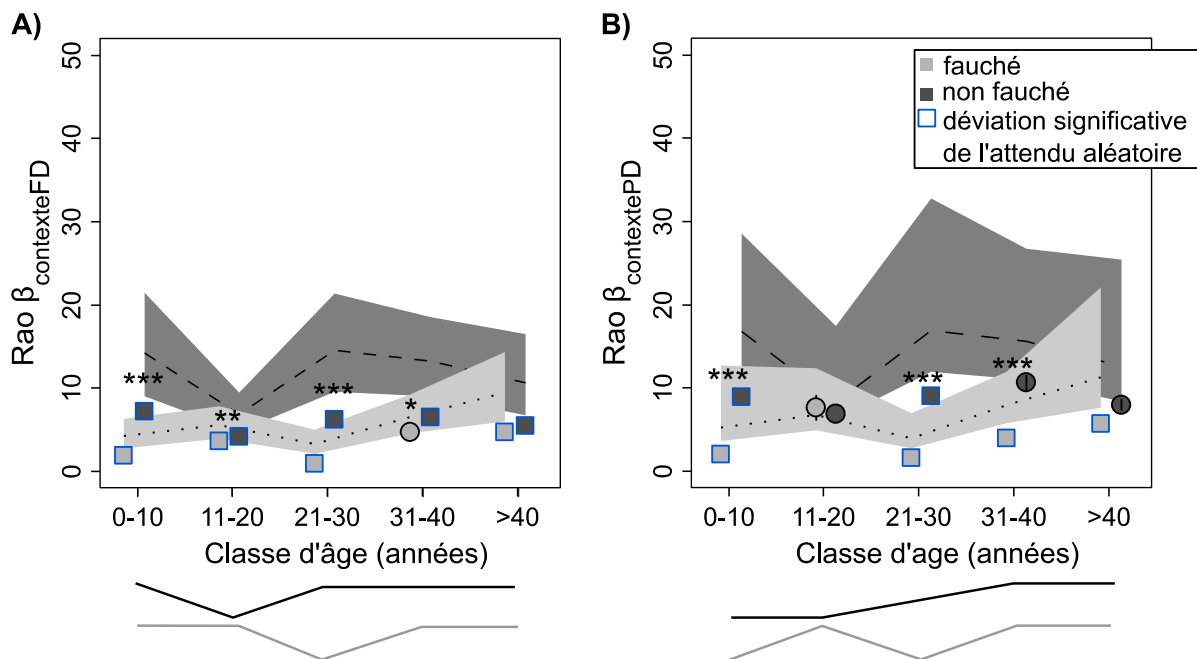 A)
50
40
30
20
10
0
Rao βcontexteFD
***
**
***
*
0-10 11-20 21-30 31-40 >40
Classe d'âge (années)
B)
50
40
30
20
10
0
Rao βcontextePD
fauché
non fauché
déviation significative
de l'attendu aléatoire
***
***
***
0-10 11-20 21-30 31-40 >40
Classe d'age (années)